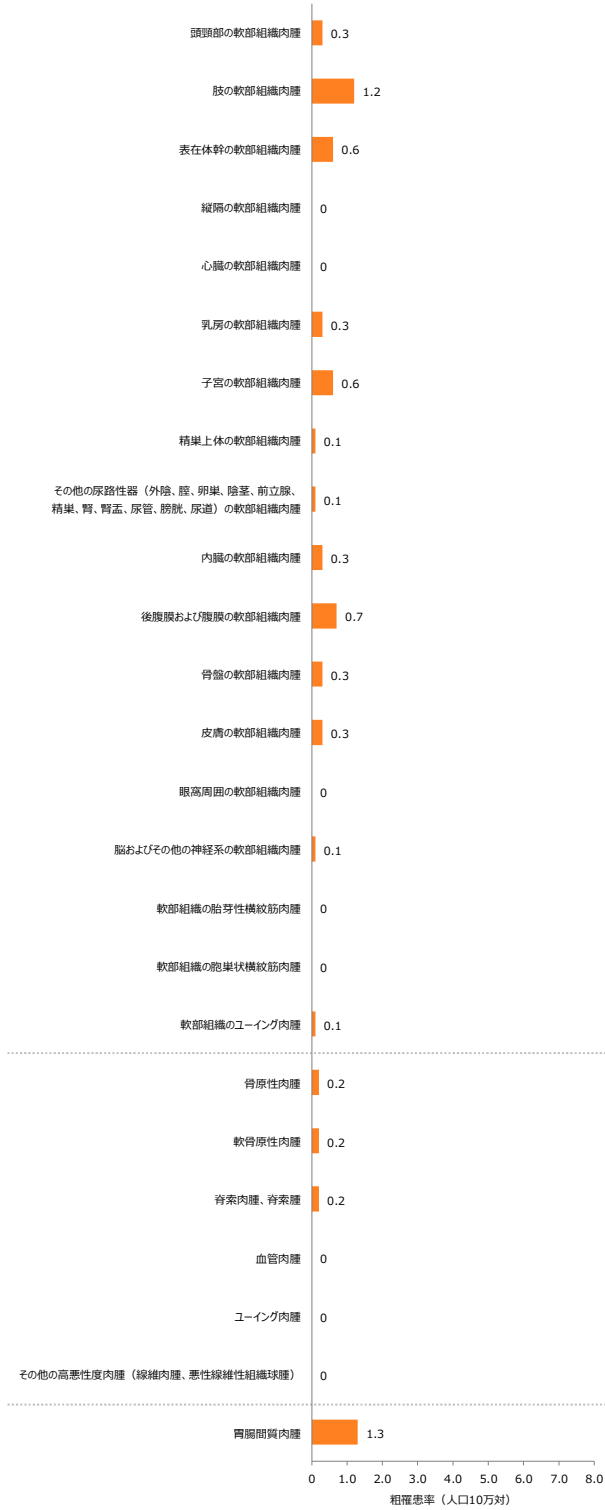 頭頸部の軟部組織肉腫 0.3
肢の軟部組織肉腫 1.2
表在体幹の軟部組織肉腫 0.6
縦隔の軟部組織肉腫 0
心臓の軟部組織肉腫 0
乳房の軟部組織肉腫 0.3
子宮の軟部組織肉腫 0.6
精巣上体の軟部組織肉腫 0.1
その他の尿路性器（外陰、膣、卵巣、陰茎、前立腺、
精巣、腎、腎盂、尿管、膀胱、尿道）の軟部組織肉腫 0.1
内臓の軟部組織肉腫 0.3
後腹膜および腹膜の軟部組織肉腫 0.7
骨盤の軟部組織肉腫 0.3
皮膚の軟部組織肉腫 0.3
眼窩周囲の軟部組織肉腫 0
脳およびその他の神経系の軟部組織肉腫 0.1
軟部組織の胎芽性横紋筋肉腫 0
軟部組織の胞巣状横紋筋肉腫 0
軟部組織のユーイング肉腫 0.1
骨原性肉腫 0.2
軟骨原性肉腫 0.2
脊索肉腫、脊索腫 0.2
血管肉腫 0
ユーイング肉腫 0
その他の高悪性度肉腫（線維肉腫、悪性線維性組織球腫） 0
胃腸間質肉腫 1.3
0 1.0 2.0 3.0 4.0 5.0 6.0 7.0 8.0
粗罹患率（人口10万対）